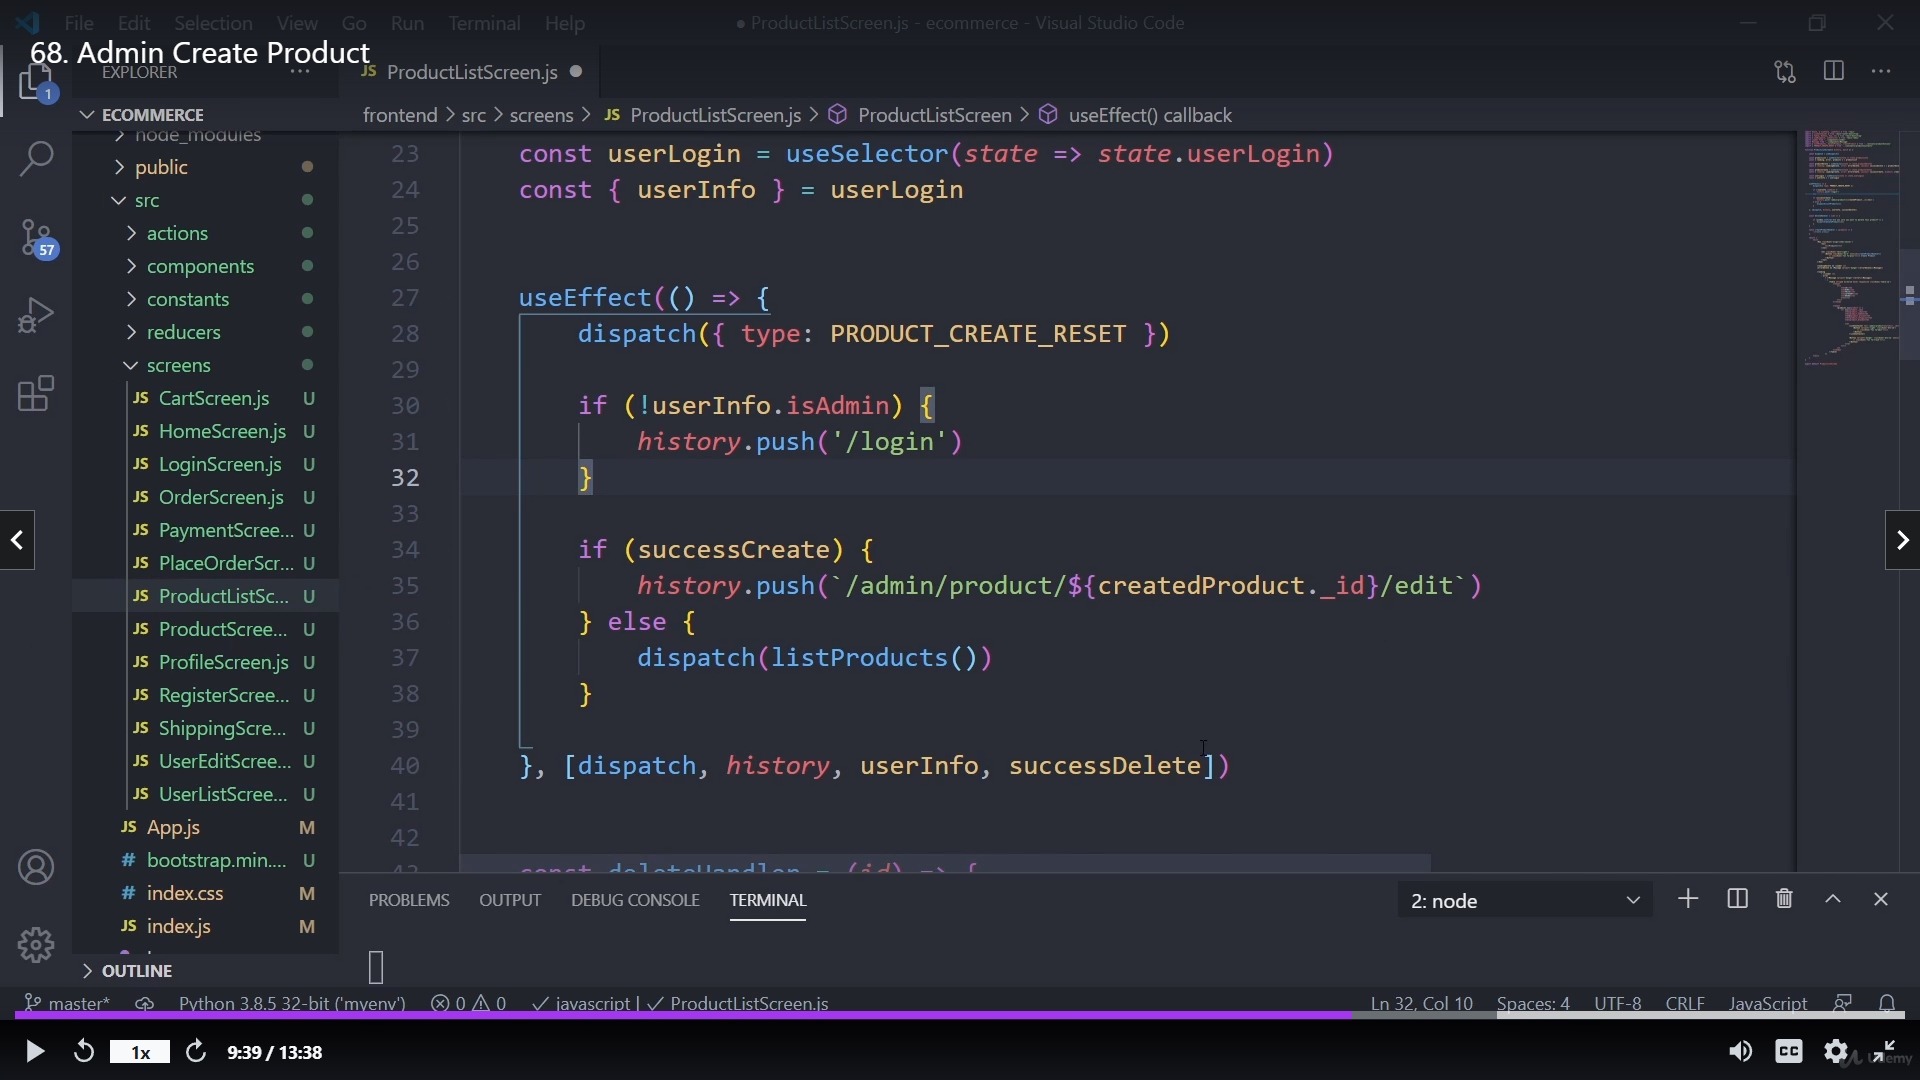 File Edit Selection View Go Run Terminal Help
● ProductListScreen.js - ecommerce - Visual Studio Code
68. Admin Create Product
EXPLORER
JS ProductListScreen.js
1
ECOMMERCE
frontend > src > screens > JS ProductListScreen.js > ProductListScreen > useEffect() callback
node_modules
public
src
actions
components
57
constants
reducers
screens
JS CartScreen.js U
JS HomeScreen.js U
JS LoginScreen.js U
JS OrderScreen.js U
JS PaymentScree... U
JS PlaceOrderScr... U
JS ProductListSc... U
JS ProductScree... U
JS ProfileScreen.js U
JS RegisterScree... U
JS ShippingScre... U
JS UserEditScree... U
JS UserListScree... U
JS App.js M
# bootstrap.min.... U
# index.css M
JS index.js M
OUTLINE
23 const userLogin = useSelector(state => state.userLogin)
24 const { userInfo } = userLogin
25
26
27 useEffect(() => {
28 dispatch({ type: PRODUCT_CREATE_RESET })
29
30 if (!userInfo.isAdmin) {
31 history.push('/login')
32 }
33
34 if (successCreate) {
35 history.push(`/admin/product/${createdProduct._id}/edit`)
36 } else {
37 dispatch(listProducts())
38 }
39
40 }, [dispatch, history, userInfo, successDelete])
41
42
43 const deleteHandler = (id) => {
PROBLEMS OUTPUT DEBUG CONSOLE TERMINAL
2: node
master* Python 3.8.5 32-bit ('myenv') 0 0 javascript | ProductListScreen.js
Ln 32, Col 10 Spaces: 4 UTF-8 CRLF JavaScript
1x 9:39 / 13:38
CC
Udemy